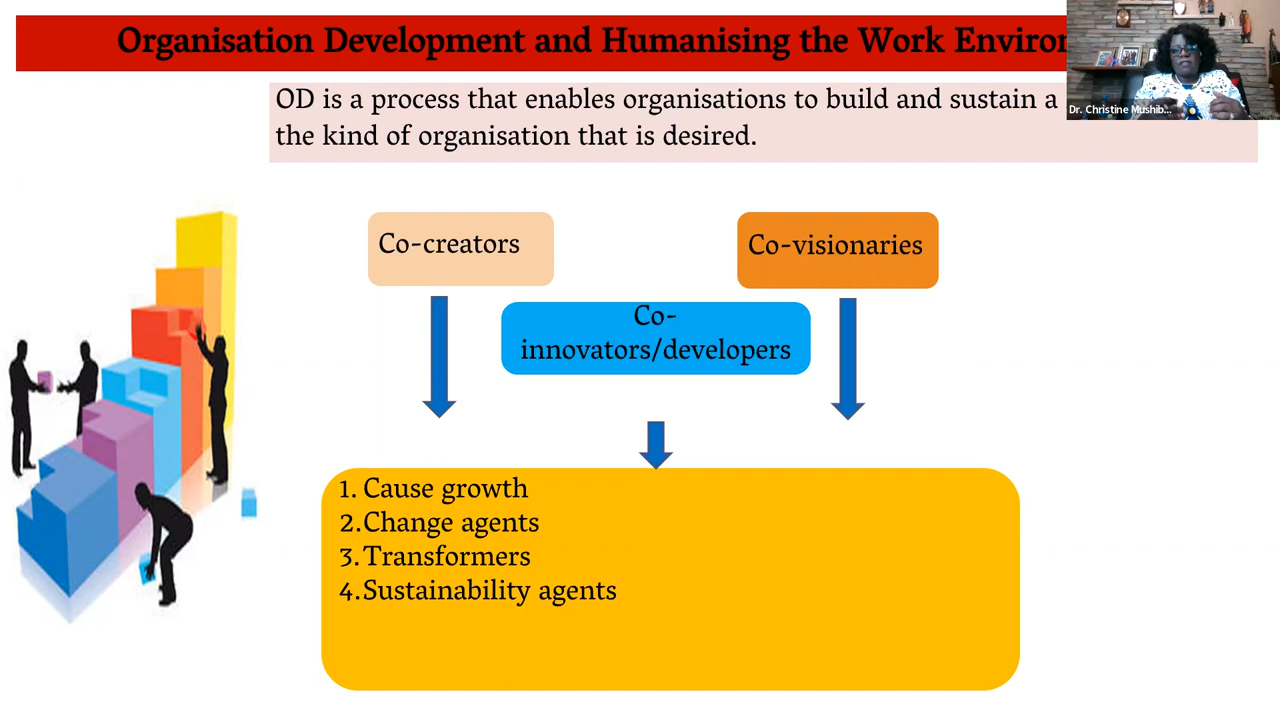 Organisation Development and Humanising the Work
Dr. Christine Mushib...
OD is a process that enables organisations to build and sustain a
the kind of organisation that is desired.
Co-creators
Co-visionaries
Co-
innovators/developers
1. Cause growth
2.Change agents
3.Transformers
4.Sustainability agents